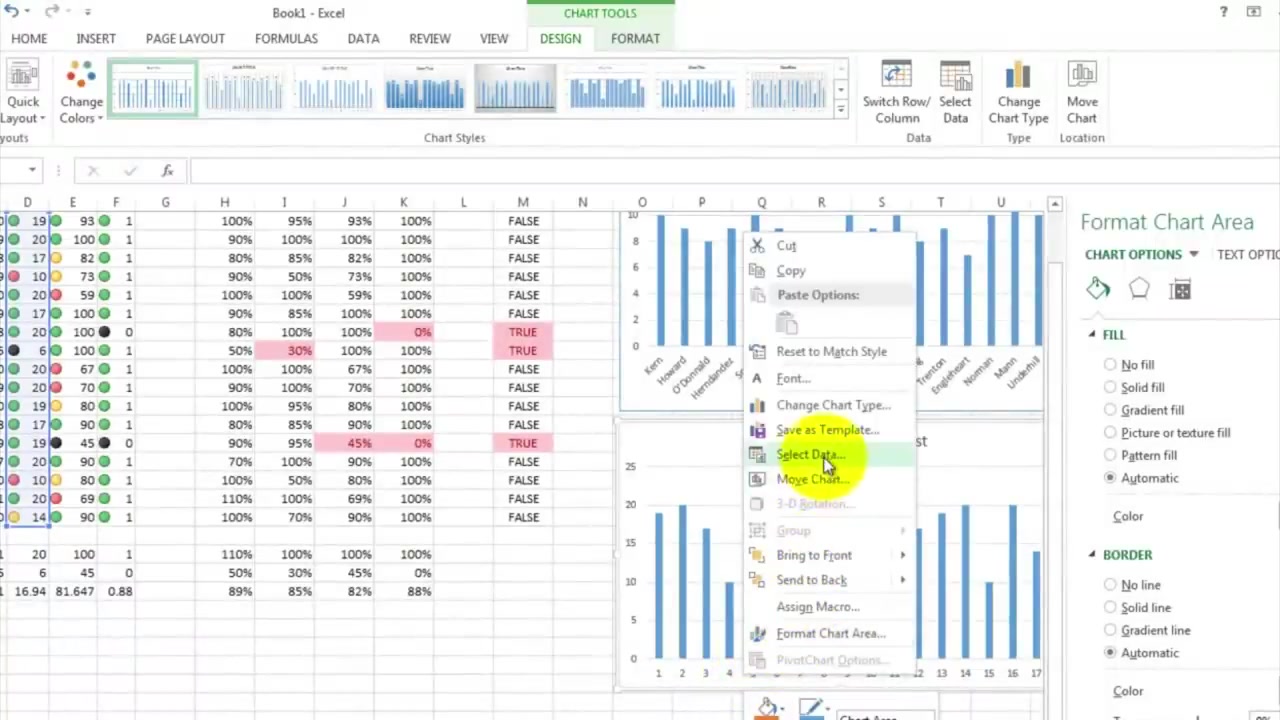 Book1 - Excel
CHART TOOLS
?
HOME INSERT PAGE LAYOUT FORMULAS DATA REVIEW VIEW DESIGN FORMAT
Quick Layout
Change Colors
Switch Row/ Column
Select Data
Change Chart Type
Move Chart
youts
Chart Styles
Data
Type
Location
fx
D E F G H I J K L M N O P Q R S T U
19 93 1 100% 95% 93% 100% FALSE
20 100 1 90% 100% 100% 100% FALSE
17 82 1 80% 85% 82% 100% FALSE
10 73 1 90% 50% 73% 100% FALSE
20 59 1 100% 100% 59% 100% FALSE
17 100 1 90% 85% 100% 100% FALSE
20 100 0 80% 100% 100% 0% TRUE
6 100 1 50% 30% 100% 100% TRUE
20 67 1 100% 100% 67% 100% FALSE
20 70 1 90% 100% 70% 100% FALSE
19 80 1 100% 95% 80% 100% FALSE
17 90 1 80% 85% 90% 100% FALSE
19 45 0 90% 95% 45% 0% TRUE
20 90 1 70% 100% 90% 100% FALSE
10 80 1 100% 50% 80% 100% FALSE
20 69 1 110% 100% 69% 100% FALSE
14 90 1 100% 70% 90% 100% FALSE
20 100 1 110% 100% 100% 100%
6 45 0 50% 30% 45% 0%
16.94 81.647 0.88 89% 85% 82% 88%
10
8
6
4
2
0
Kern Howard O'Donald Herndandez Trenton Engleheart Norman Mann Underhill
st
25
20
15
10
5
0
1 2 3 4 12 13 14 15 16 17
Cut
Copy
Paste Options:
Reset to Match Style
Font...
Change Chart Type...
Save as Template...
Select Data...
Move Chart...
3-D Rotation...
Group
Bring to Front
Send to Back
Assign Macro...
Format Chart Area...
PivotChart Options...
Chart Area
Format Chart Area
CHART OPTIONS TEXT OPTIO
FILL
No fill
Solid fill
Gradient fill
Picture or texture fill
Pattern fill
Automatic
Color
BORDER
No line
Solid line
Gradient line
Automatic
Color